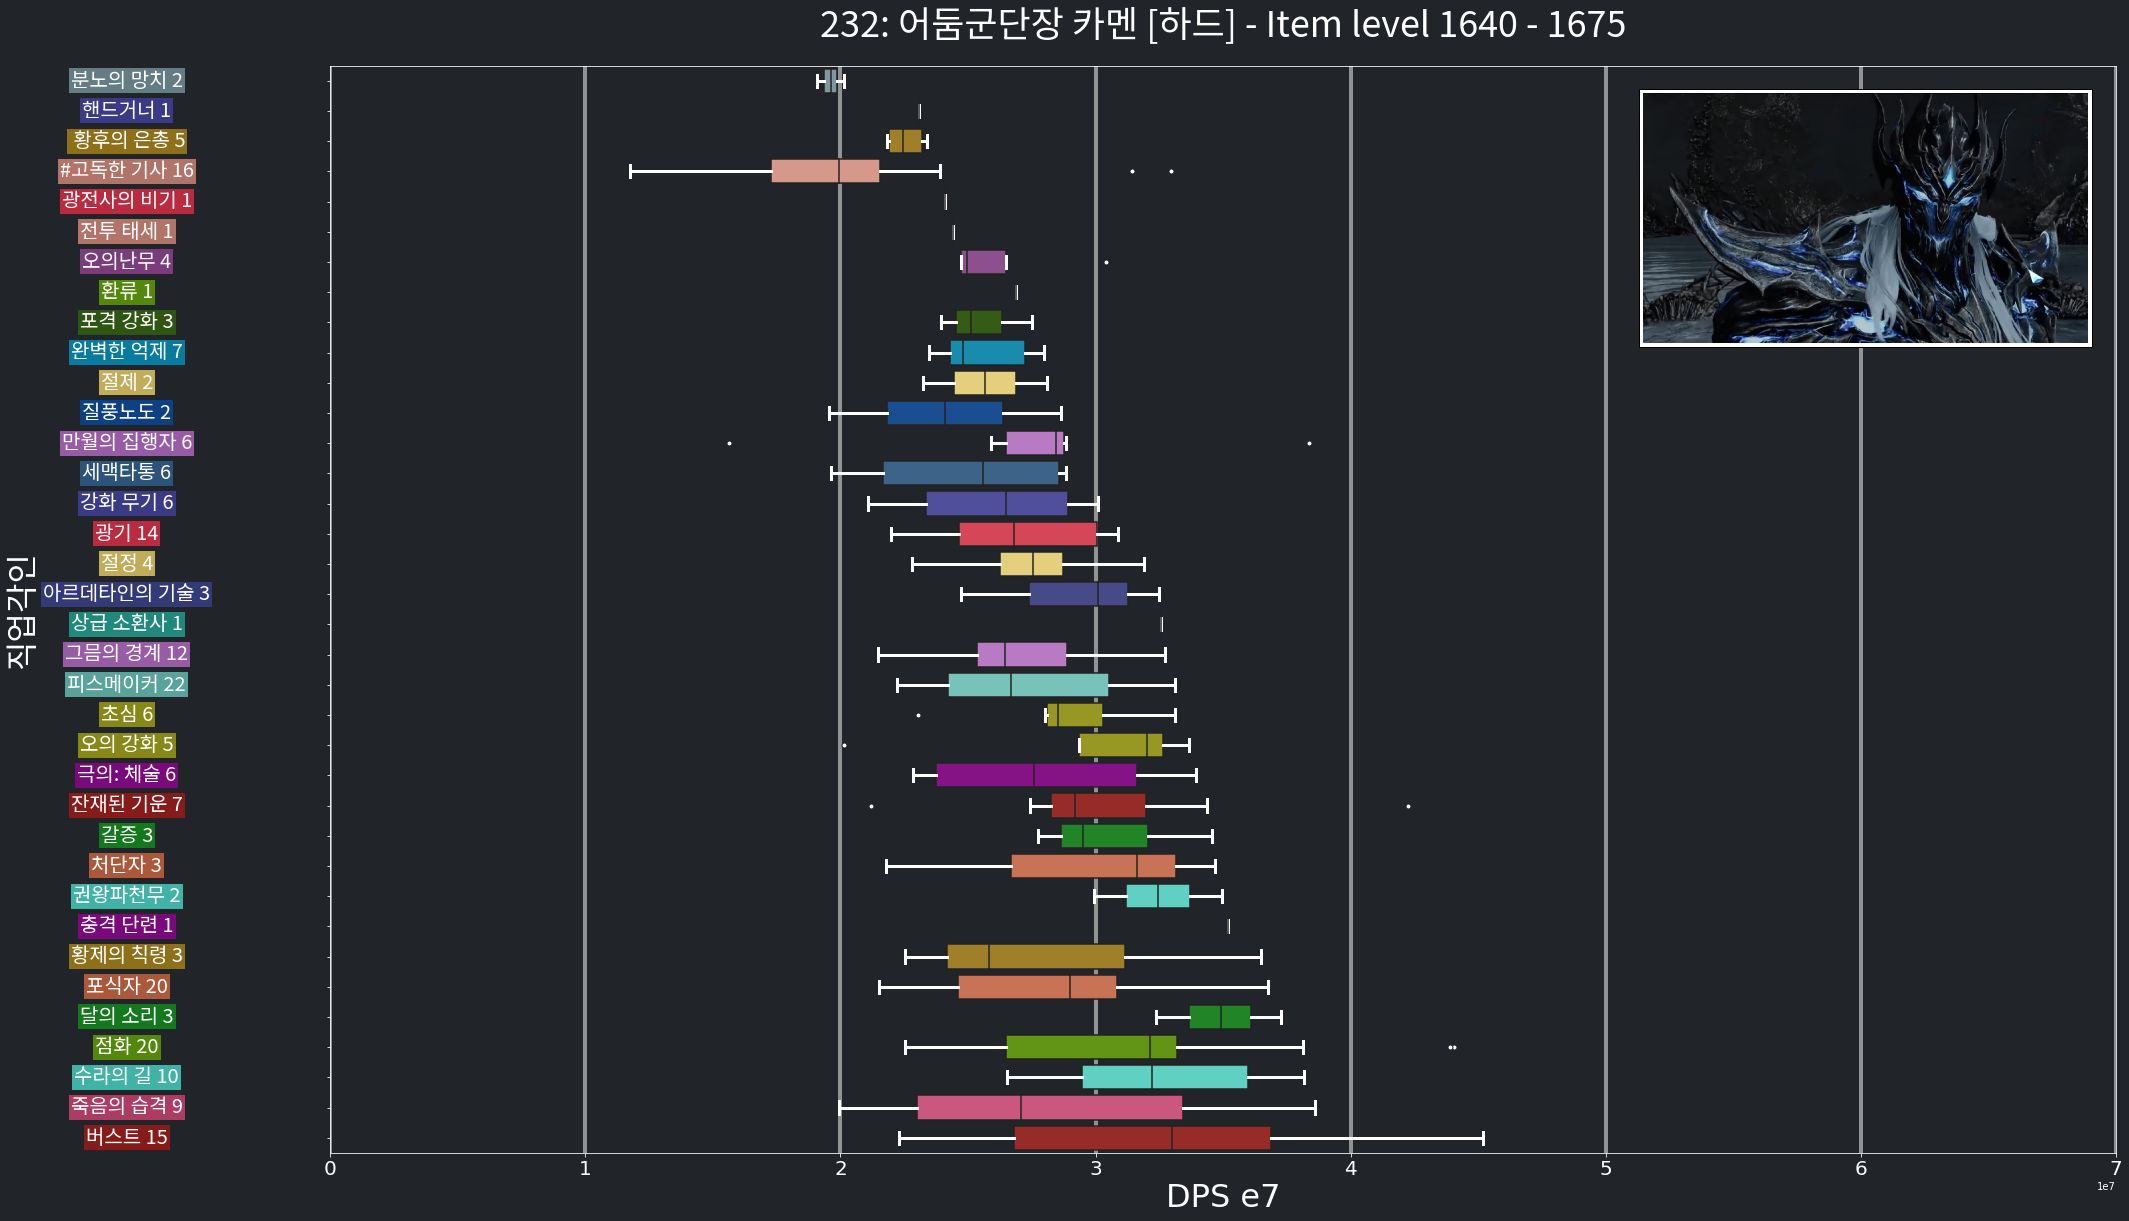 232: 어둠군단장 카멘 [하드] - Item level 1640 - 1675
직업각인
분노의 망치 2
핸드거너 1
황후의 은총 5
#고독한 기사 16
광전사의 비기 1
전투 태세 1
오의난무 4
환류 1
포격 강화 3
완벽한 억제 7
절제 2
질풍노도 2
만월의 집행자 6
세맥타통 6
강화 무기 6
광기 14
절정 4
아르데타인의 기술 3
상급 소환사 1
그믐의 경계 12
피스메이커 22
초심 6
오의 강화 5
극의: 체술 6
잔재된 기운 7
갈증 3
처단자 3
권왕파천무 2
충격 단련 1
황제의 칙령 3
포식자 20
달의 소리 3
점화 20
수라의 길 10
죽음의 습격 9
버스트 15
0 1 2 3 4 5 6 7
1e7
DPS e7